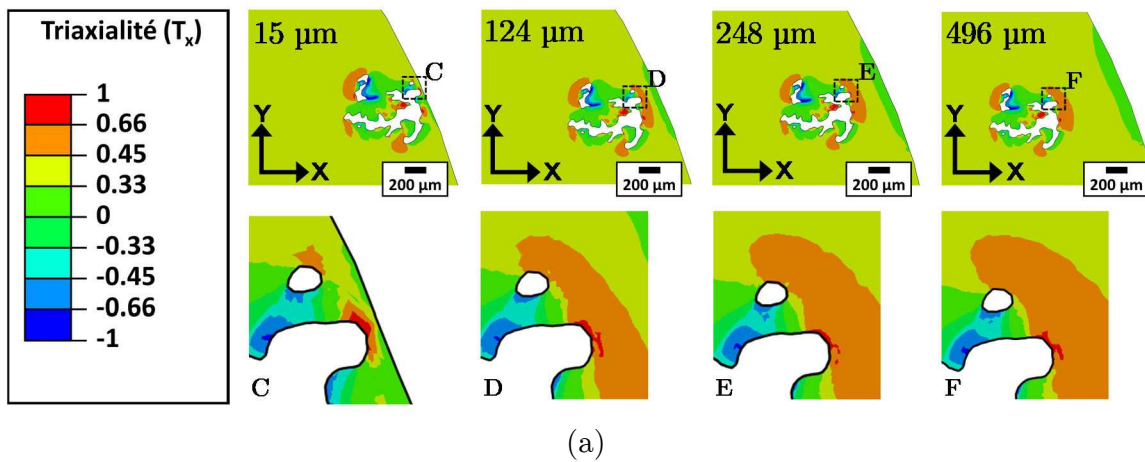 Triaxialité (Tx)
1
0.66
0.45
0.33
0
-0.33
-0.45
-0.66
-1
15 µm
C
Y
X
200 µm
124 µm
D
Y
X
200 µm
248 µm
E
Y
X
200 µm
496 µm
F
Y
X
200 µm
C
D
E
F
(a)